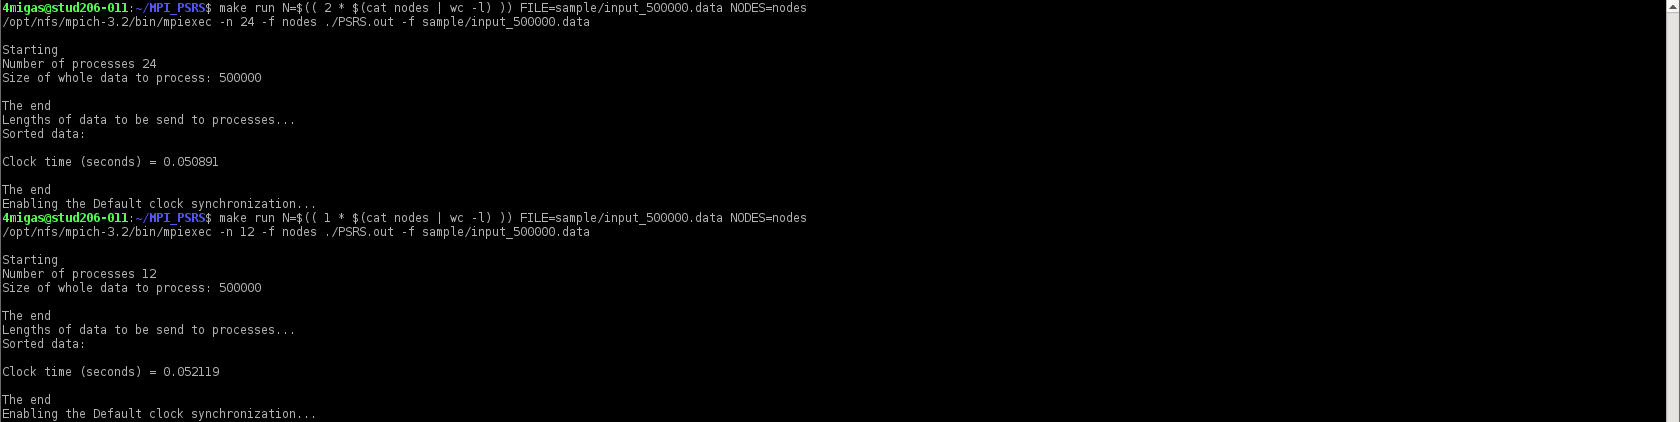 4migas@stud206-011:~/MPI_PSRS$ make run N=$(( 2 * $(cat nodes | wc -l) )) FILE=sample/input_500000.data NODES=nodes
/opt/nfs/mpich-3.2/bin/mpiexec -n 24 -f nodes ./PSRS.out -f sample/input_500000.data
Starting
Number of processes 24
Size of whole data to process: 500000
The end
Lengths of data to be send to processes...
Sorted data:
Clock time (seconds) = 0.050891
The end
Enabling the Default clock synchronization...
4migas@stud206-011:~/MPI_PSRS$ make run N=$(( 1 * $(cat nodes | wc -l) )) FILE=sample/input_500000.data NODES=nodes
/opt/nfs/mpich-3.2/bin/mpiexec -n 12 -f nodes ./PSRS.out -f sample/input_500000.data
Starting
Number of processes 12
Size of whole data to process: 500000
The end
Lengths of data to be send to processes...
Sorted data:
Clock time (seconds) = 0.052119
The end
Enabling the Default clock synchronization...